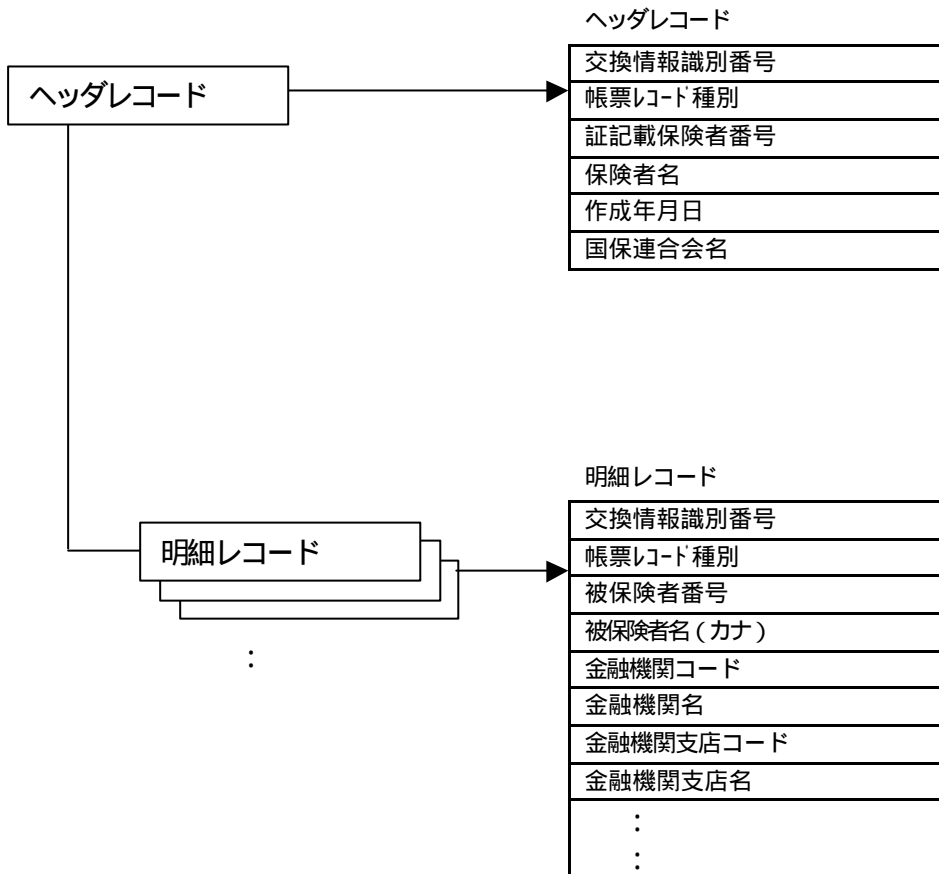 ヘッダレコード
ヘッダレコード
交換情報識別番号
帳票ﾚｺｰﾄﾞ種別
証記載保険者番号
保険者名
作成年月日
国保連合会名
明細レコード
明細レコード
:
交換情報識別番号
帳票ﾚｺｰﾄﾞ種別
被保険者番号
被保険者名(カナ)
金融機関コード
金融機関名
金融機関支店コード
金融機関支店名
:
: